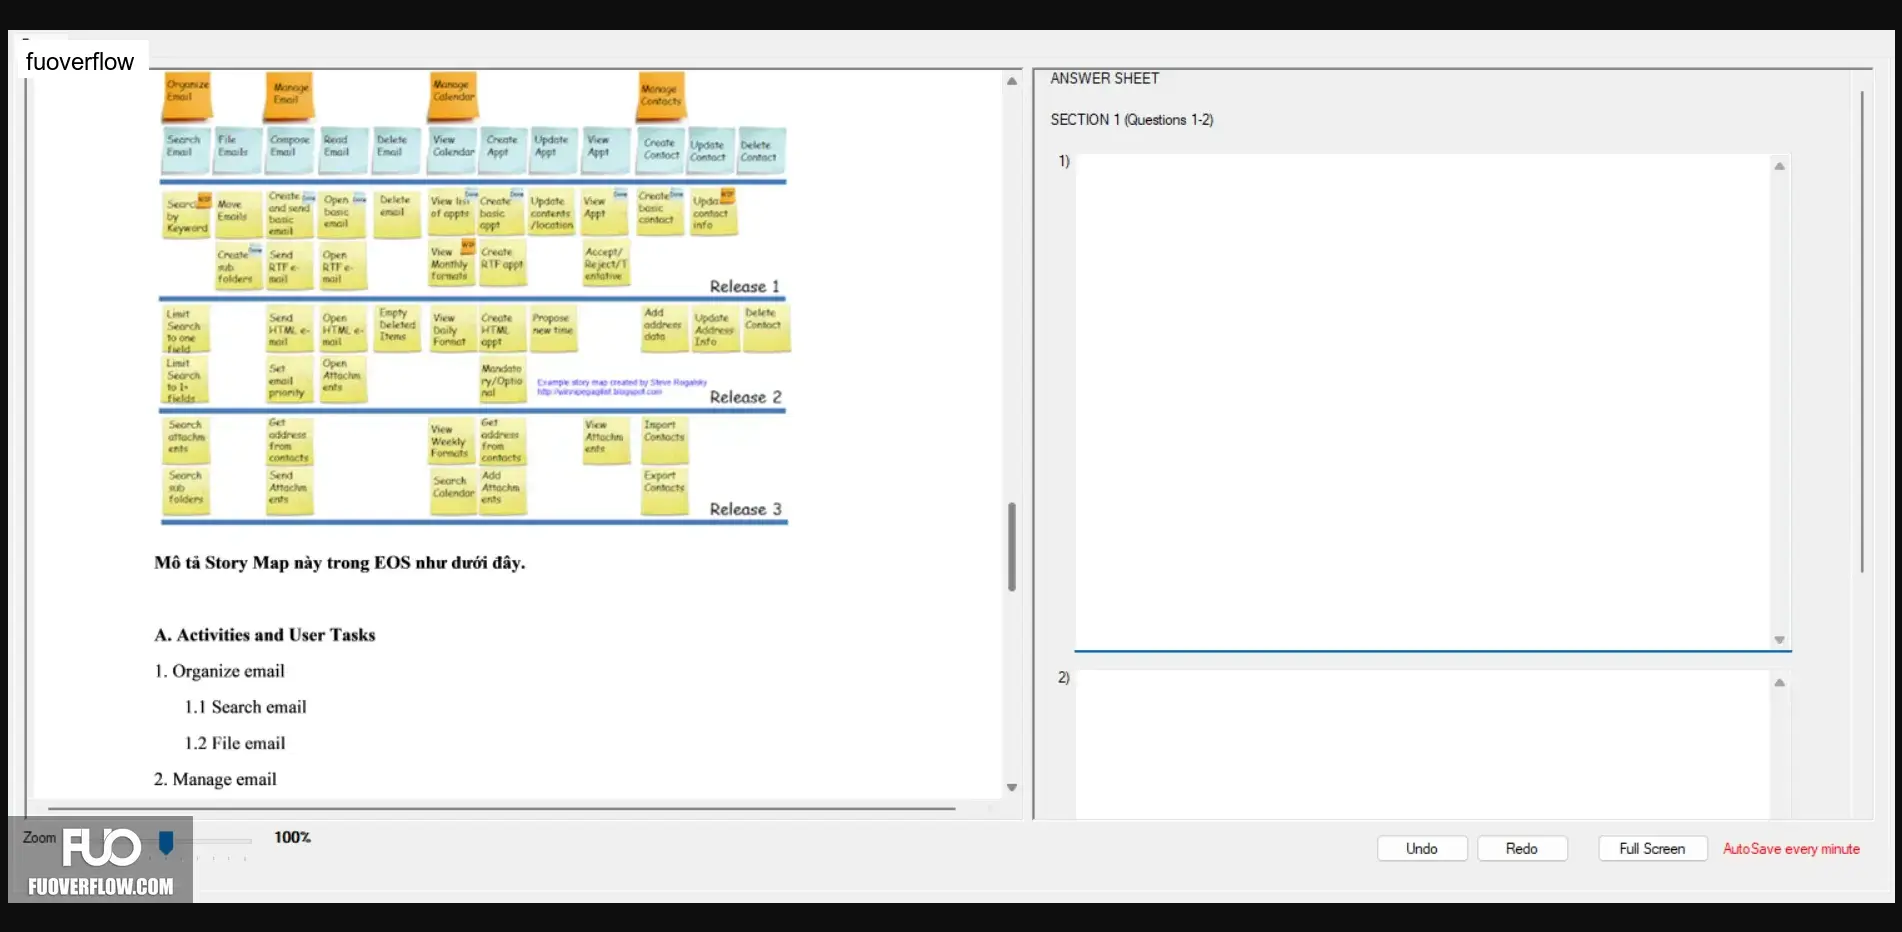 fuoverflow
Organize Email
Manage Email
Manage Calendar
Manage Contacts
Search Email
File Emails
Compose Email
Read Email
Delete Email
View Calendar
Create Appt
Update Appt
View Appt
Create Contact
Update Contact
Delete Contact
Search by Keyword
WIP
Move Emails
Create and send basic email
Open basic email
Delete email
View list of appts
Create basic appt
Update contents /location
View Appt
Create basic contact
Update contact info
WIP
Create sub folders
Send RTF e-mail
Open RTF e-mail
View Monthly formats
WIP
Create RTF appt
Accept/Reject/Tentative
Release 1
Limit Search to one field
Send HTML e-mail
Open HTML e-mail
Empty Deleted Items
View Daily Format
Create HTML appt
Propose new time
Add address data
Update Address Info
Delete Contact
Limit Search to 1+ fields
Set email priority
Open Attachments
Mandatory/Optional
Example story map created by Steve Rogalsky
http://winnipegagilist.blogspot.com
Release 2
Search attachments
Get address from contacts
View Weekly Formats
Get address from contacts
View Attachments
Import Contacts
Search sub folders
Send Attachments
Search Calendar
Add Attachments
Export Contacts
Release 3
Mô tả Story Map này trong EOS như dưới đây.
A. Activities and User Tasks
1. Organize email
1.1 Search email
1.2 File email
2. Manage email
ANSWER SHEET
SECTION 1 (Questions 1-2)
1)
2)
Zoom
100%
FUO
FUOVERFLOW.COM
Undo
Redo
Full Screen
AutoSave every minute